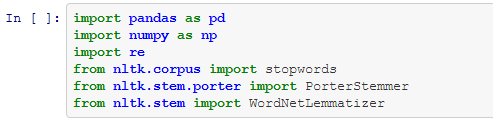 In [ ]: import pandas as pd
import numpy as np
import re
from nltk.corpus import stopwords
from nltk.stem.porter import PorterStemmer
from nltk.stem import WordNetLemmatizer